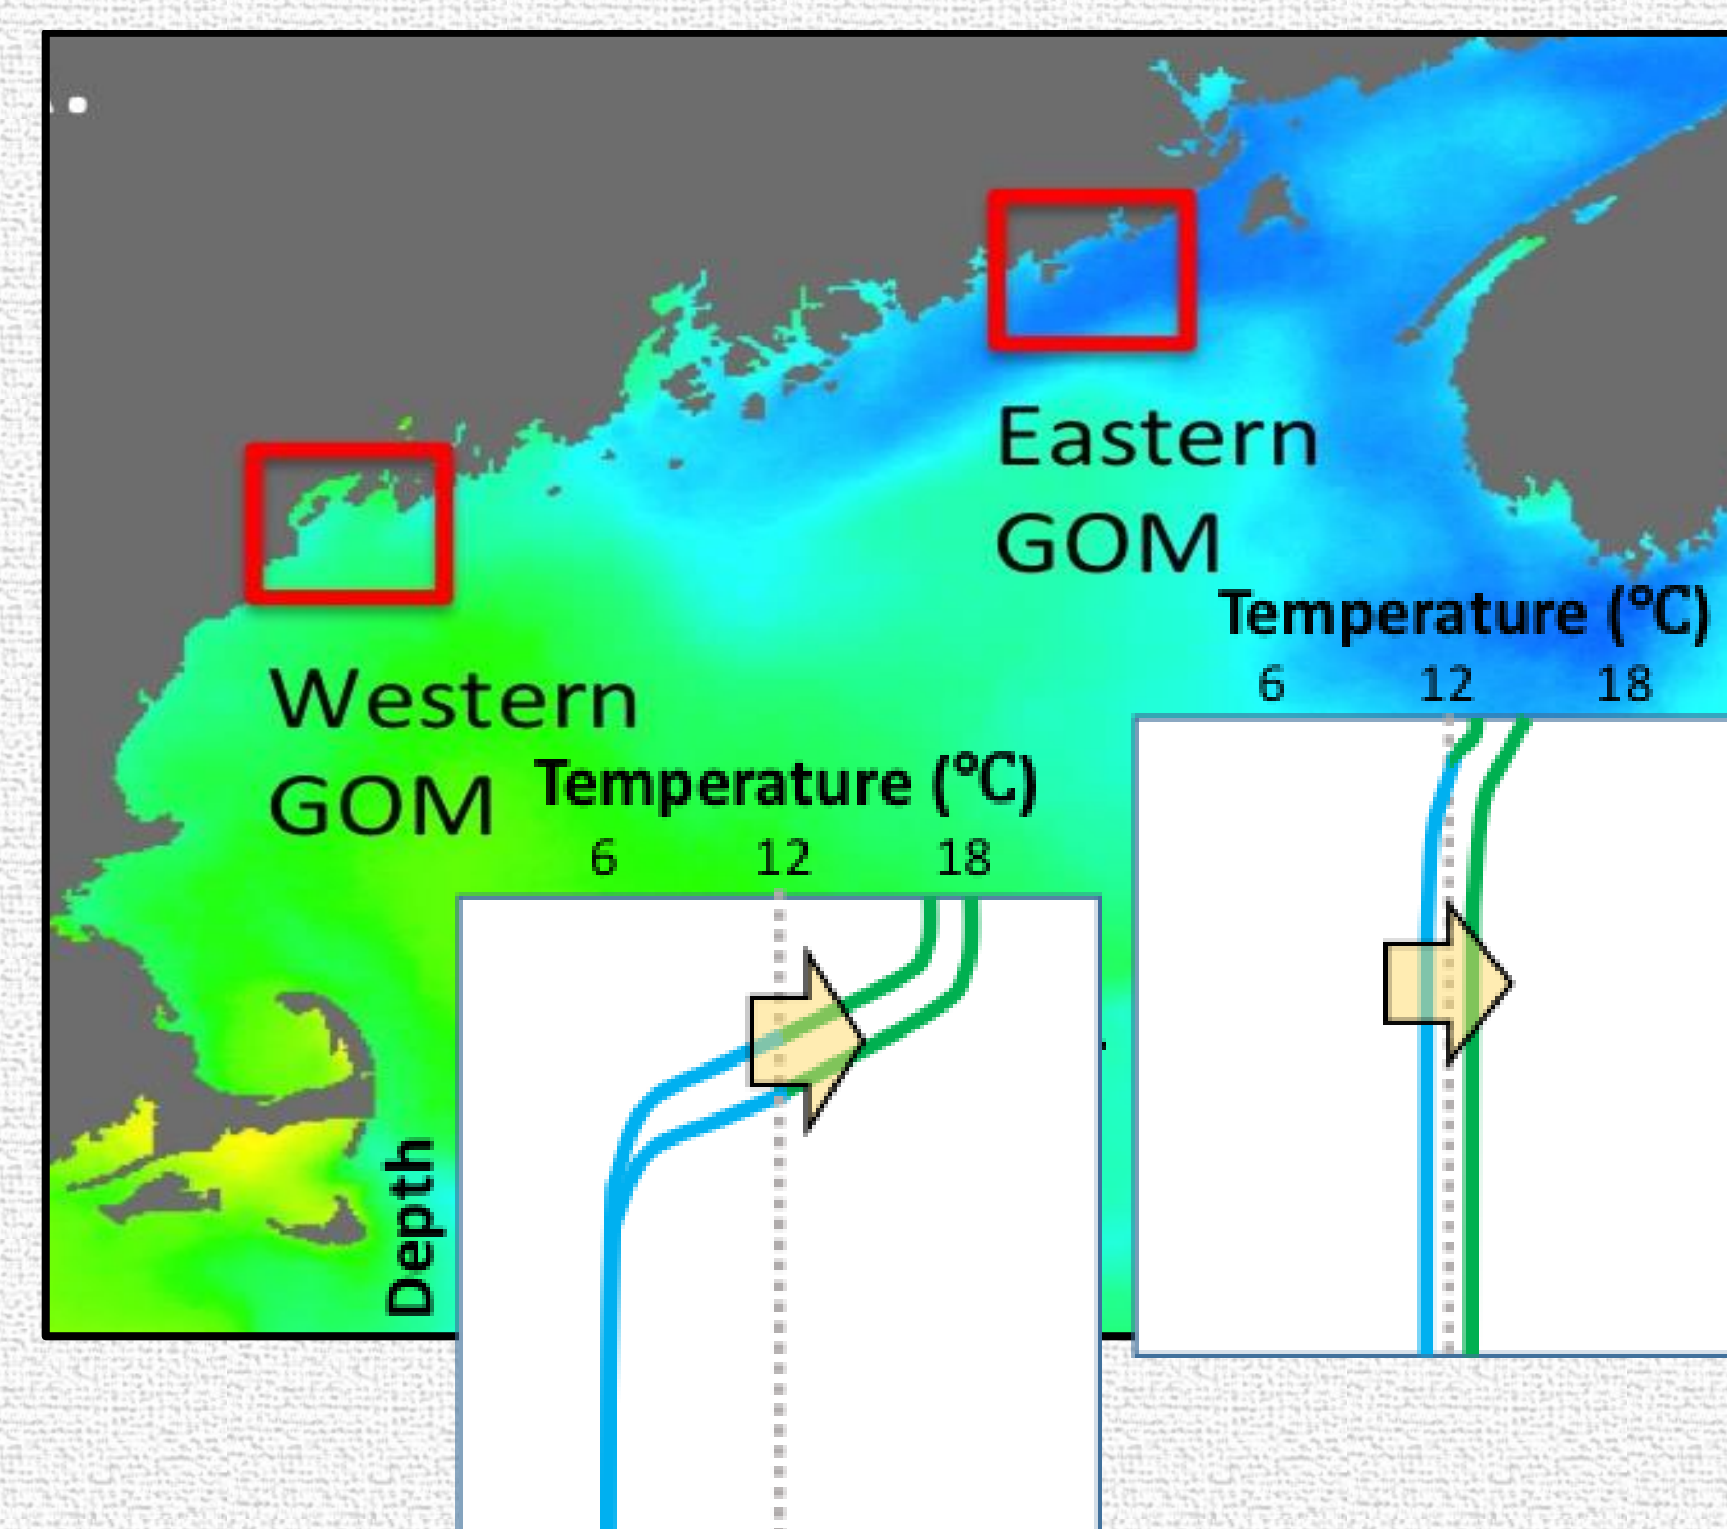 Eastern
GOM
Temperature (°C)
6 12 18
Western
GOM
Temperature (°C)
6 12 18
Depth